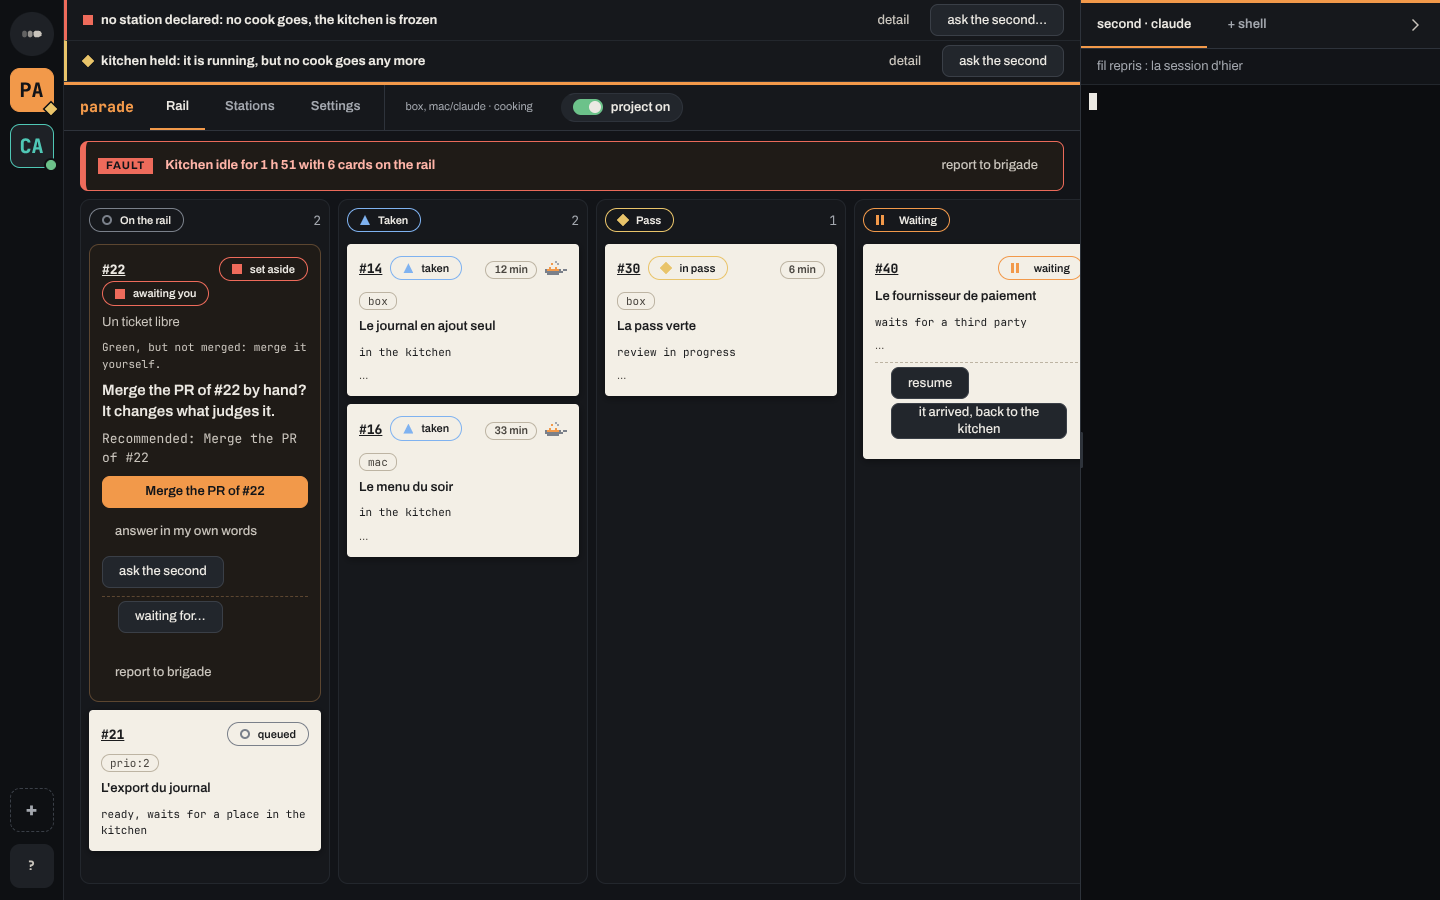 no station declared: no cook goes, the kitchen is frozen
detail
ask the second...
kitchen held: it is running, but no cook goes any more
detail
ask the second
PA
CA
+
?
parade
Rail
Stations
Settings
box, mac/claude · cooking
project on
FAULT
Kitchen idle for 1 h 51 with 6 cards on the rail
report to brigade
On the rail
2
#22
set aside
awaiting you
Un ticket libre
Green, but not merged: merge it
yourself.
Merge the PR of #22 by hand?
It changes what judges it.
Recommended: Merge the PR
of #22
Merge the PR of #22
answer in my own words
ask the second
waiting for...
report to brigade
#21
queued
prio:2
L'export du journal
ready, waits for a place in the
kitchen
Taken
2
#14
taken
12 min
box
Le journal en ajout seul
in the kitchen
...
#16
taken
33 min
mac
Le menu du soir
in the kitchen
...
Pass
1
#30
in pass
6 min
box
La pass verte
review in progress
...
Waiting
#40
waiting
Le fournisseur de paiement
waits for a third party
...
resume
it arrived, back to the
kitchen
second · claude
+ shell
fil repris : la session d'hier